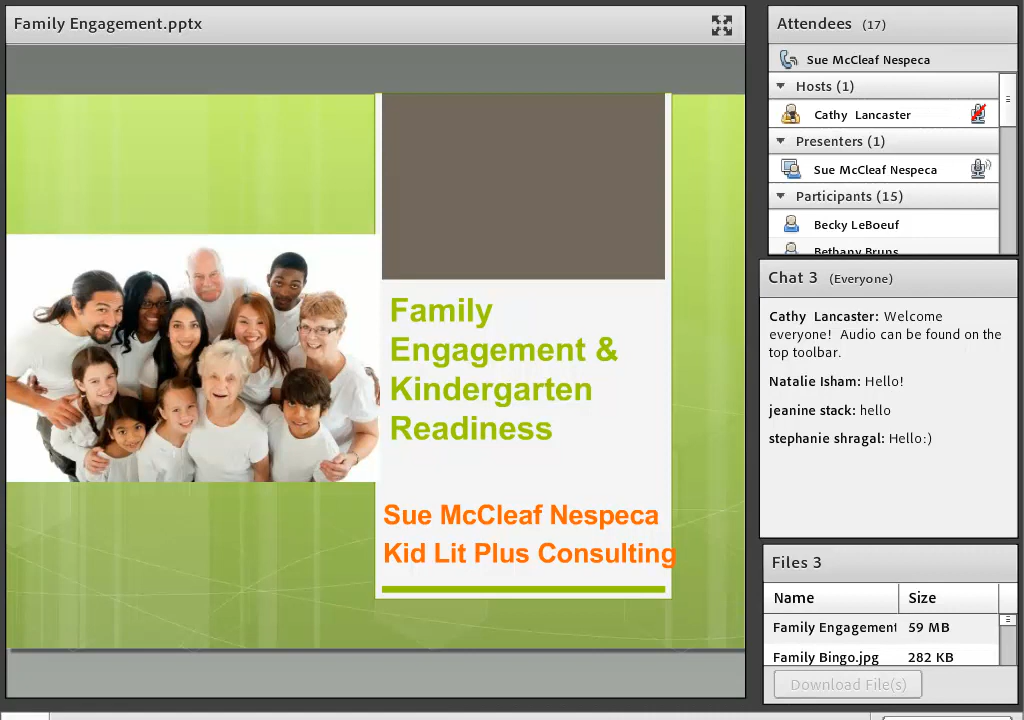 Family Engagement.pptx
Family
Engagement &
Kindergarten
Readiness
Sue McCleaf Nespeca
Kid Lit Plus Consulting
Attendees (17)
Sue McCleaf Nespeca
Hosts (1)
Cathy Lancaster
Presenters (1)
Sue McCleaf Nespeca
Participants (15)
Becky LeBoeuf
Bethany Bruns
Chat 3 (Everyone)
Cathy Lancaster: Welcome
everyone! Audio can be found on the
top toolbar.
Natalie Isham: Hello!
jeanine stack: hello
stephanie shragal: Hello:)
Files 3
Name Size
Family Engagement 59 MB
Family Bingo.jpg 282 KB
Download File(s)